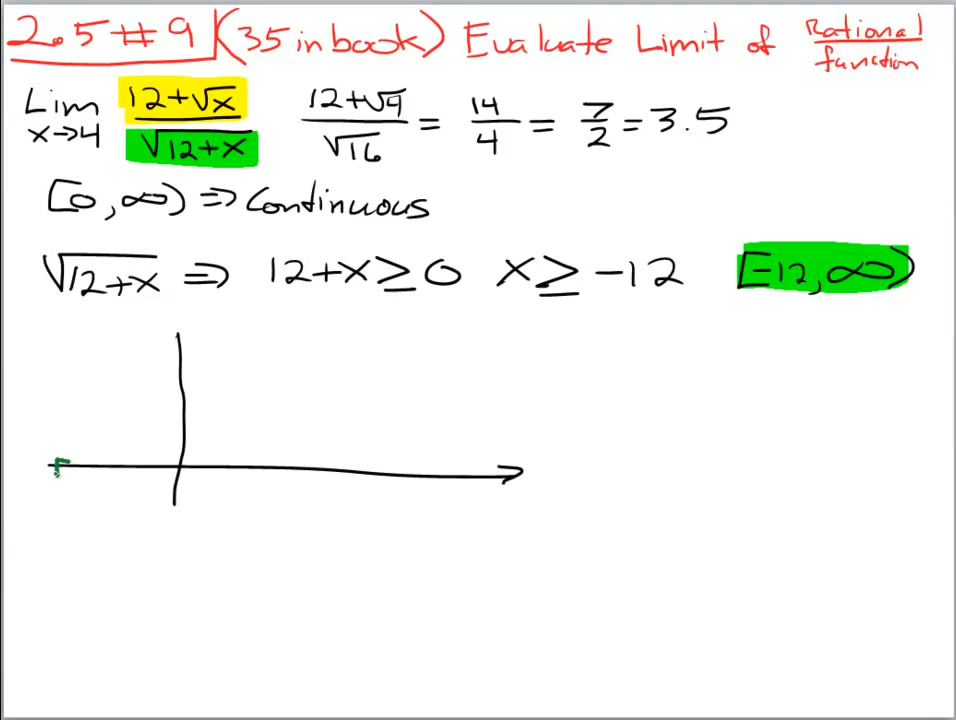 2.5 #9 (35 in book) Evaluate Limit of Rational/function
Lim x→4 (12+√x)/√(12+x) (12+√4)/√16 = 14/4 = 7/2 = 3.5
[0,∞) ⇒ Continuous
√(12+x) ⇒ 12+x ≥ 0 x ≥ -12 [-12,∞)